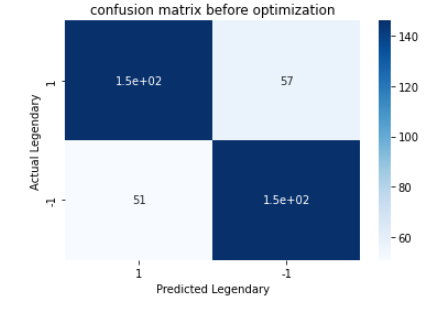 confusion matrix before optimization
140
1 1.5e+02 57
120
100
Actual Legendary
80
-1 51 1.5e+02
60
1 -1
Predicted Legendary